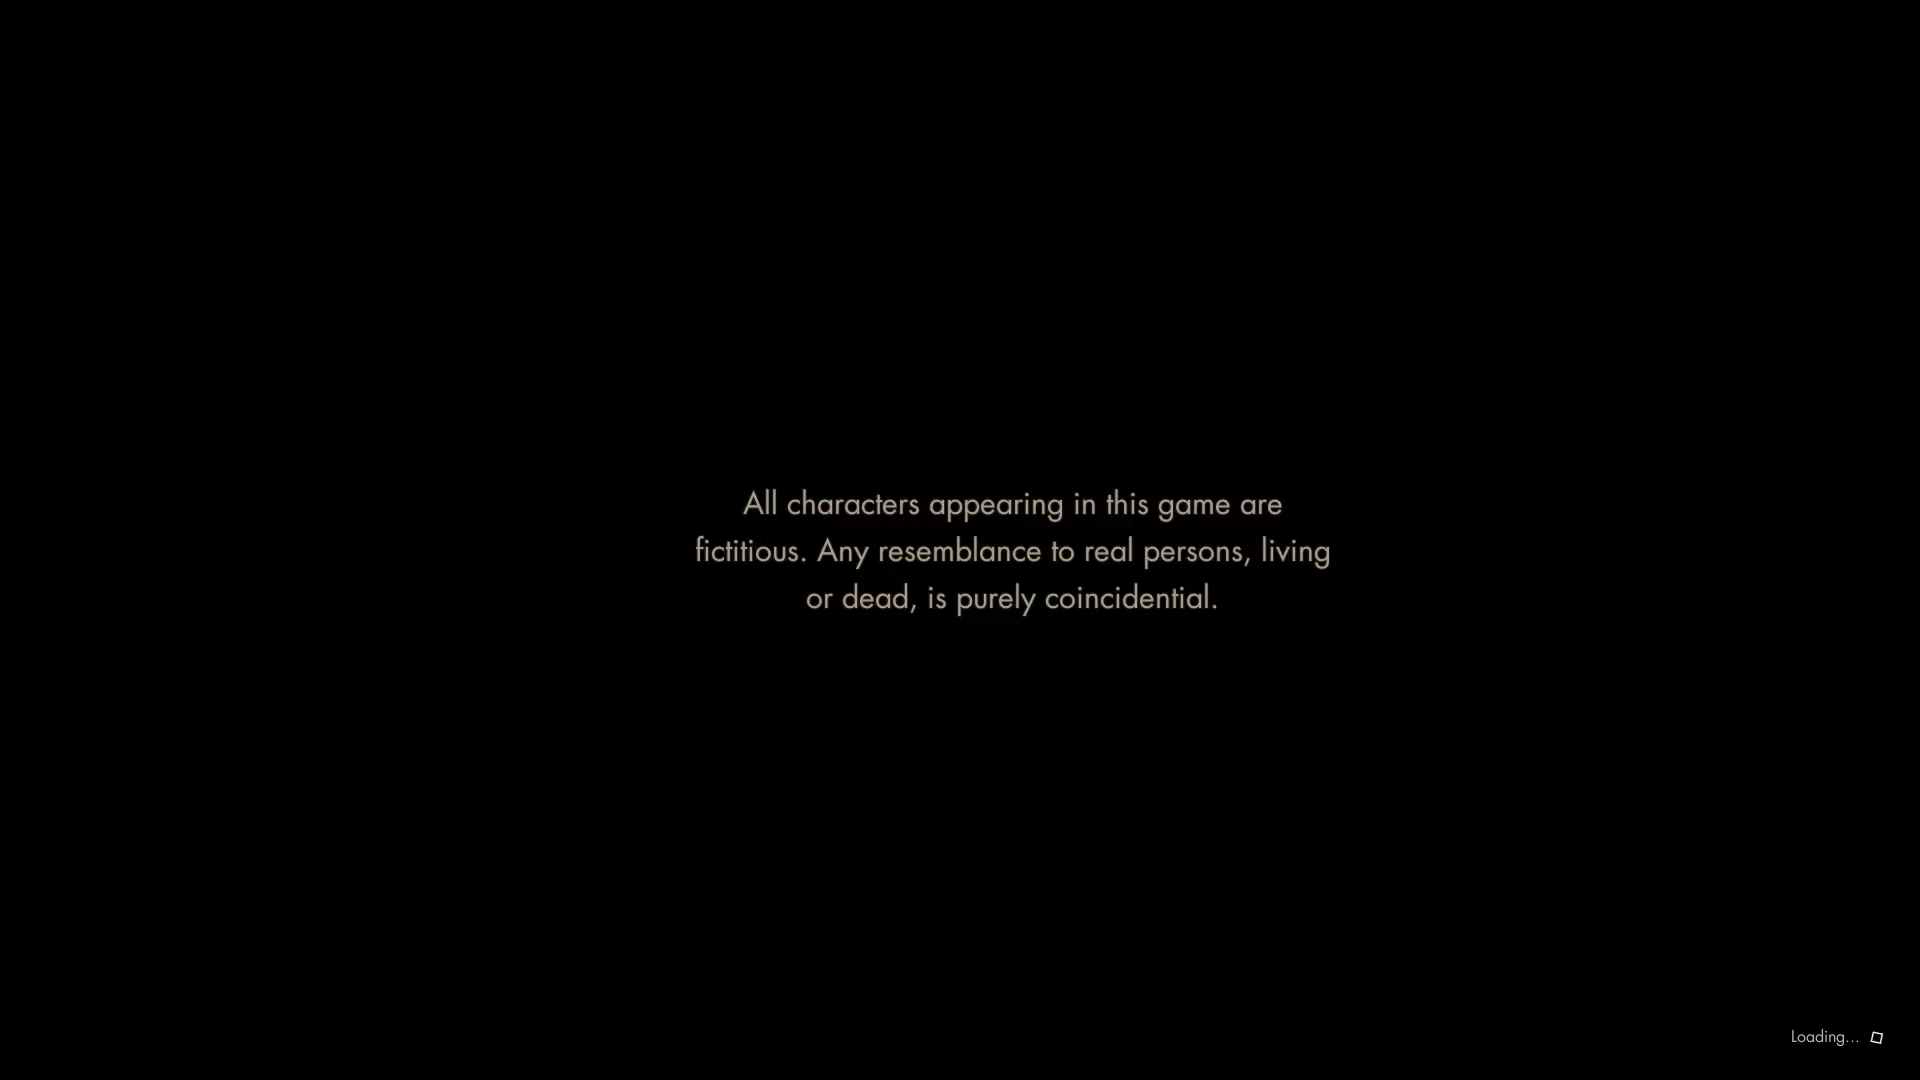 All characters appearing in this game are
fictitious. Any resemblance to real persons, living
or dead, is purely coincidential.
Loading...